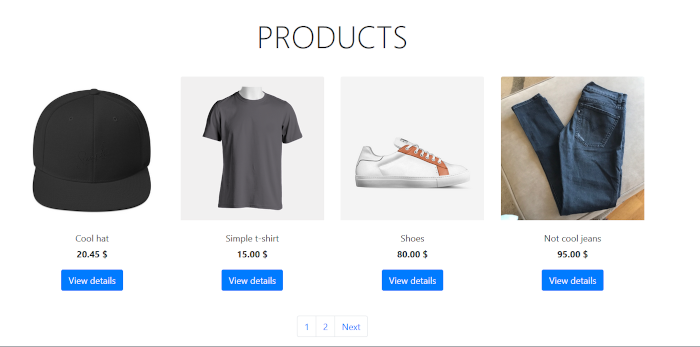 PRODUCTS
Cool hat
20.45 $
View details
Simple t-shirt
15.00 $
View details
Shoes
80.00 $
View details
Not cool jeans
95.00 $
View details
1 2 Next